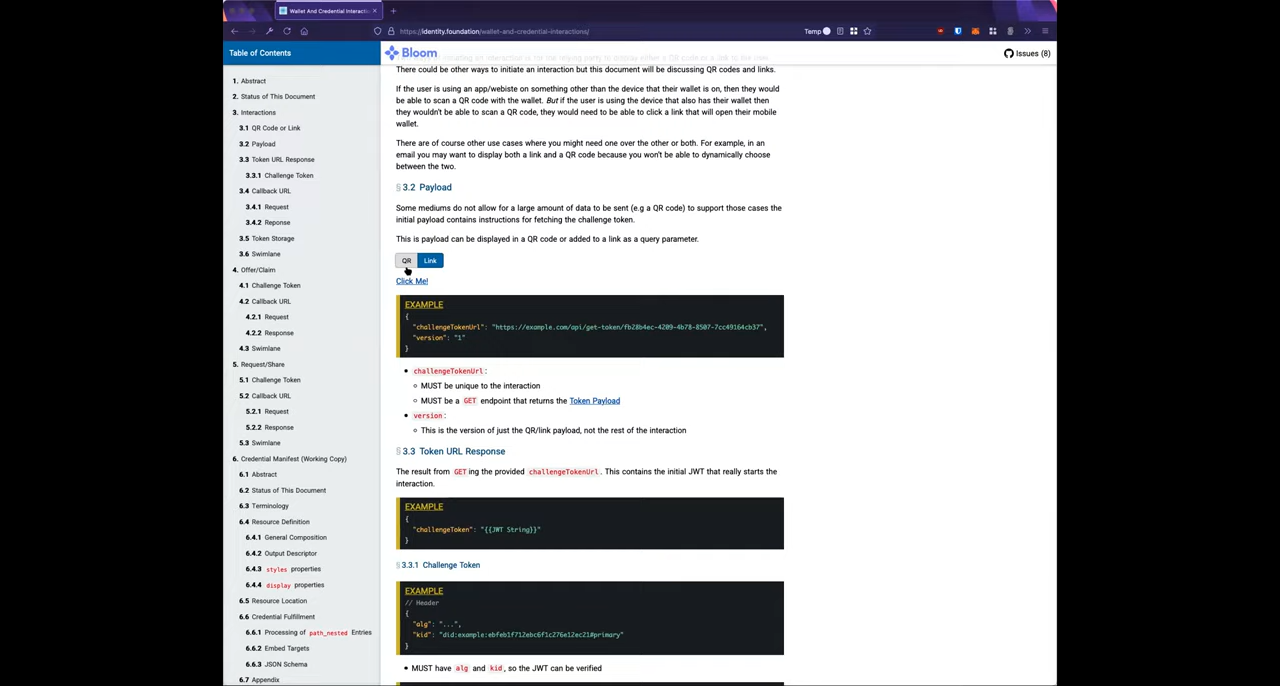 Wallet And Credential Interacti
https://identity.foundation/wallet-and-credential-interactions/
Temp
Table of Contents
Bloom
Issues (8)
1. Abstract
2. Status of This Document
3. Interactions
3.1 QR Code or Link
3.2 Payload
3.3 Token URL Response
3.3.1 Challenge Token
3.4 Callback URL
3.4.1 Request
3.4.2 Reponse
3.5 Token Storage
3.6 Swimlane
4. Offer/Claim
4.1 Challenge Token
4.2 Callback URL
4.2.1 Request
4.2.2 Response
4.3 Swimlane
5. Request/Share
5.1 Challenge Token
5.2 Callback URL
5.2.1 Request
5.2.2 Response
5.3 Swimlane
6. Credential Manifest (Working Copy)
6.1 Abstract
6.2 Status of This Document
6.3 Terminology
6.4 Resource Definition
6.4.1 General Composition
6.4.2 Output Descriptor
6.4.3 styles properties
6.4.4 display properties
6.5 Resource Location
6.6 Credential Fulfillment
6.6.1 Processing of path_nested Entries
6.6.2 Embed Targets
6.6.3 JSON Schema
6.7 Appendix
There could be other ways to initiate an interaction but this document will be discussing QR codes and links.
If the user is using an app/webiste on something other than the device that their wallet is on, then they would
be able to scan a QR code with the wallet. But if the user is using the device that also has their wallet then
they wouldn't be able to scan a QR code, they would need to be able to click a link that will open their mobile
wallet.
There are of course other use cases where you might need one over the other or both. For example, in an
email you may want to display both a link and a QR code because you won't be able to dynamically choose
between the two.
§ 3.2 Payload
Some mediums do not allow for a large amount of data to be sent (e.g a QR code) to support those cases the
initial payload contains instructions for fetching the challenge token.
This is payload can be displayed in a QR code or added to a link as a query parameter.
QR Link
Click Me!
EXAMPLE
{
"challengeTokenUrl": "https://example.com/api/get-token/fb28b4ec-4209-4b78-8507-7cc49164cb37",
"version": "1"
}
• challengeTokenUrl:
MUST be unique to the interaction
MUST be a GET endpoint that returns the Token Payload
• version:
This is the version of just the QR/link payload, not the rest of the interaction
§ 3.3 Token URL Response
The result from GET ing the provided challengeTokenUrl. This contains the initial JWT that really starts the
interaction.
EXAMPLE
{
"challengeToken": "{{JWT String}}"
}
§ 3.3.1 Challenge Token
EXAMPLE
// Header
{
"alg": "...",
"kid": "did:example:ebfeb1f712ebc6f1c276e12ec21#primary"
}
• MUST have alg and kid, so the JWT can be verified